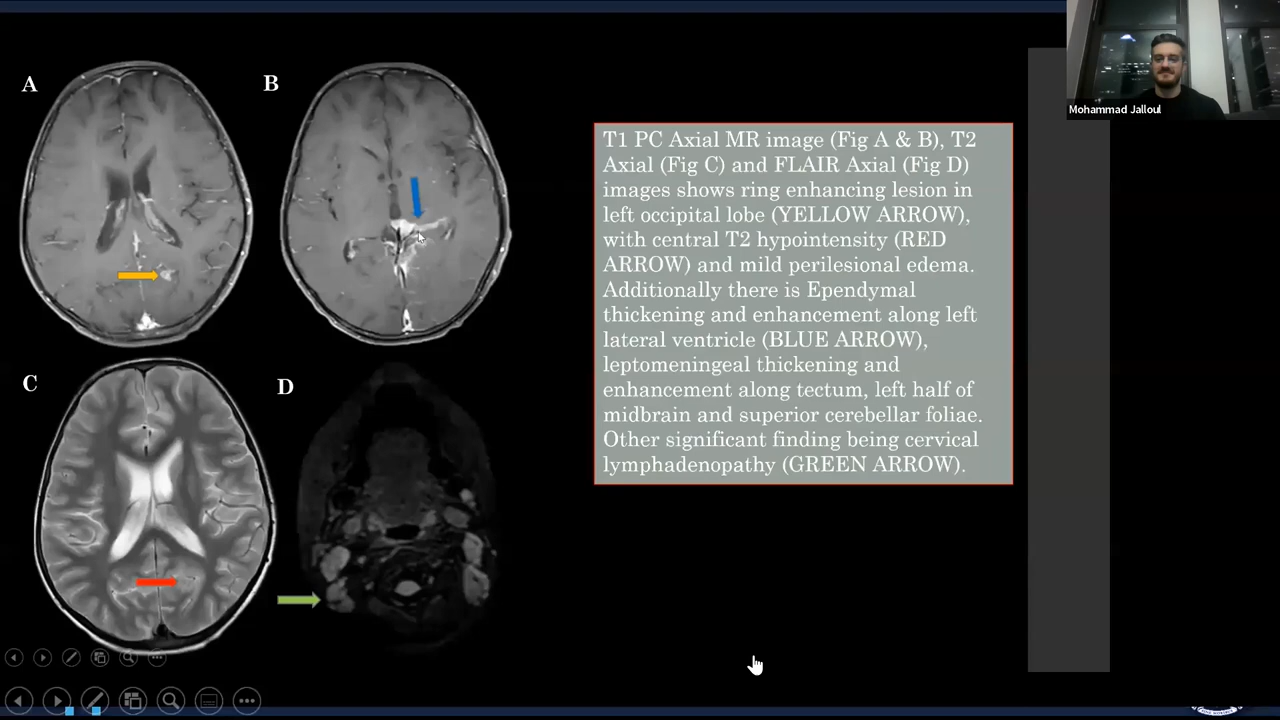 A
B
C
D
T1 PC Axial MR image (Fig A & B), T2
Axial (Fig C) and FLAIR Axial (Fig D)
images shows ring enhancing lesion in
left occipital lobe (YELLOW ARROW),
with central T2 hypointensity (RED
ARROW) and mild perilesional edema.
Additionally there is Ependymal
thickening and enhancement along left
lateral ventricle (BLUE ARROW),
leptomeningeal thickening and
enhancement along tectum, left half of
midbrain and superior cerebellar foliae.
Other significant finding being cervical
lymphadenopathy (GREEN ARROW).
Mohammad Jalloul